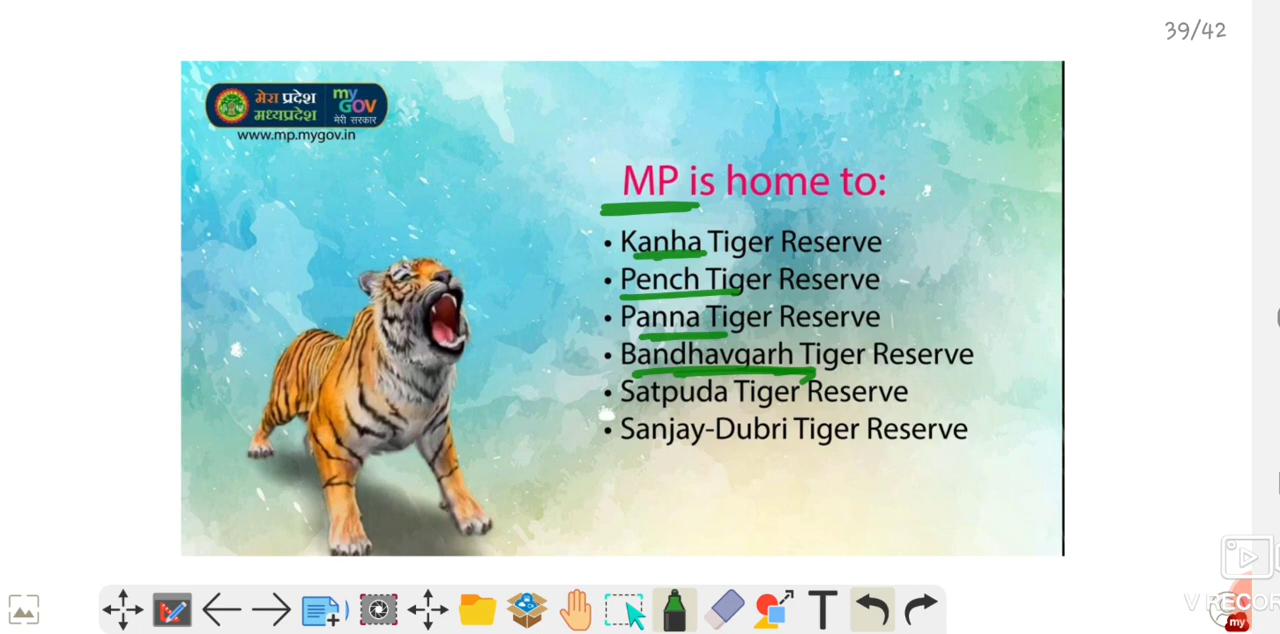 39/42
मेरा प्रदेश
मध्यप्रदेश
my
GOV
मेरी सरकार
www.mp.mygov.in
MP is home to:
• Kanha Tiger Reserve
• Pench Tiger Reserve
• Panna Tiger Reserve
• Bandhavgarh Tiger Reserve
• Satpuda Tiger Reserve
• Sanjay-Dubri Tiger Reserve
T
my